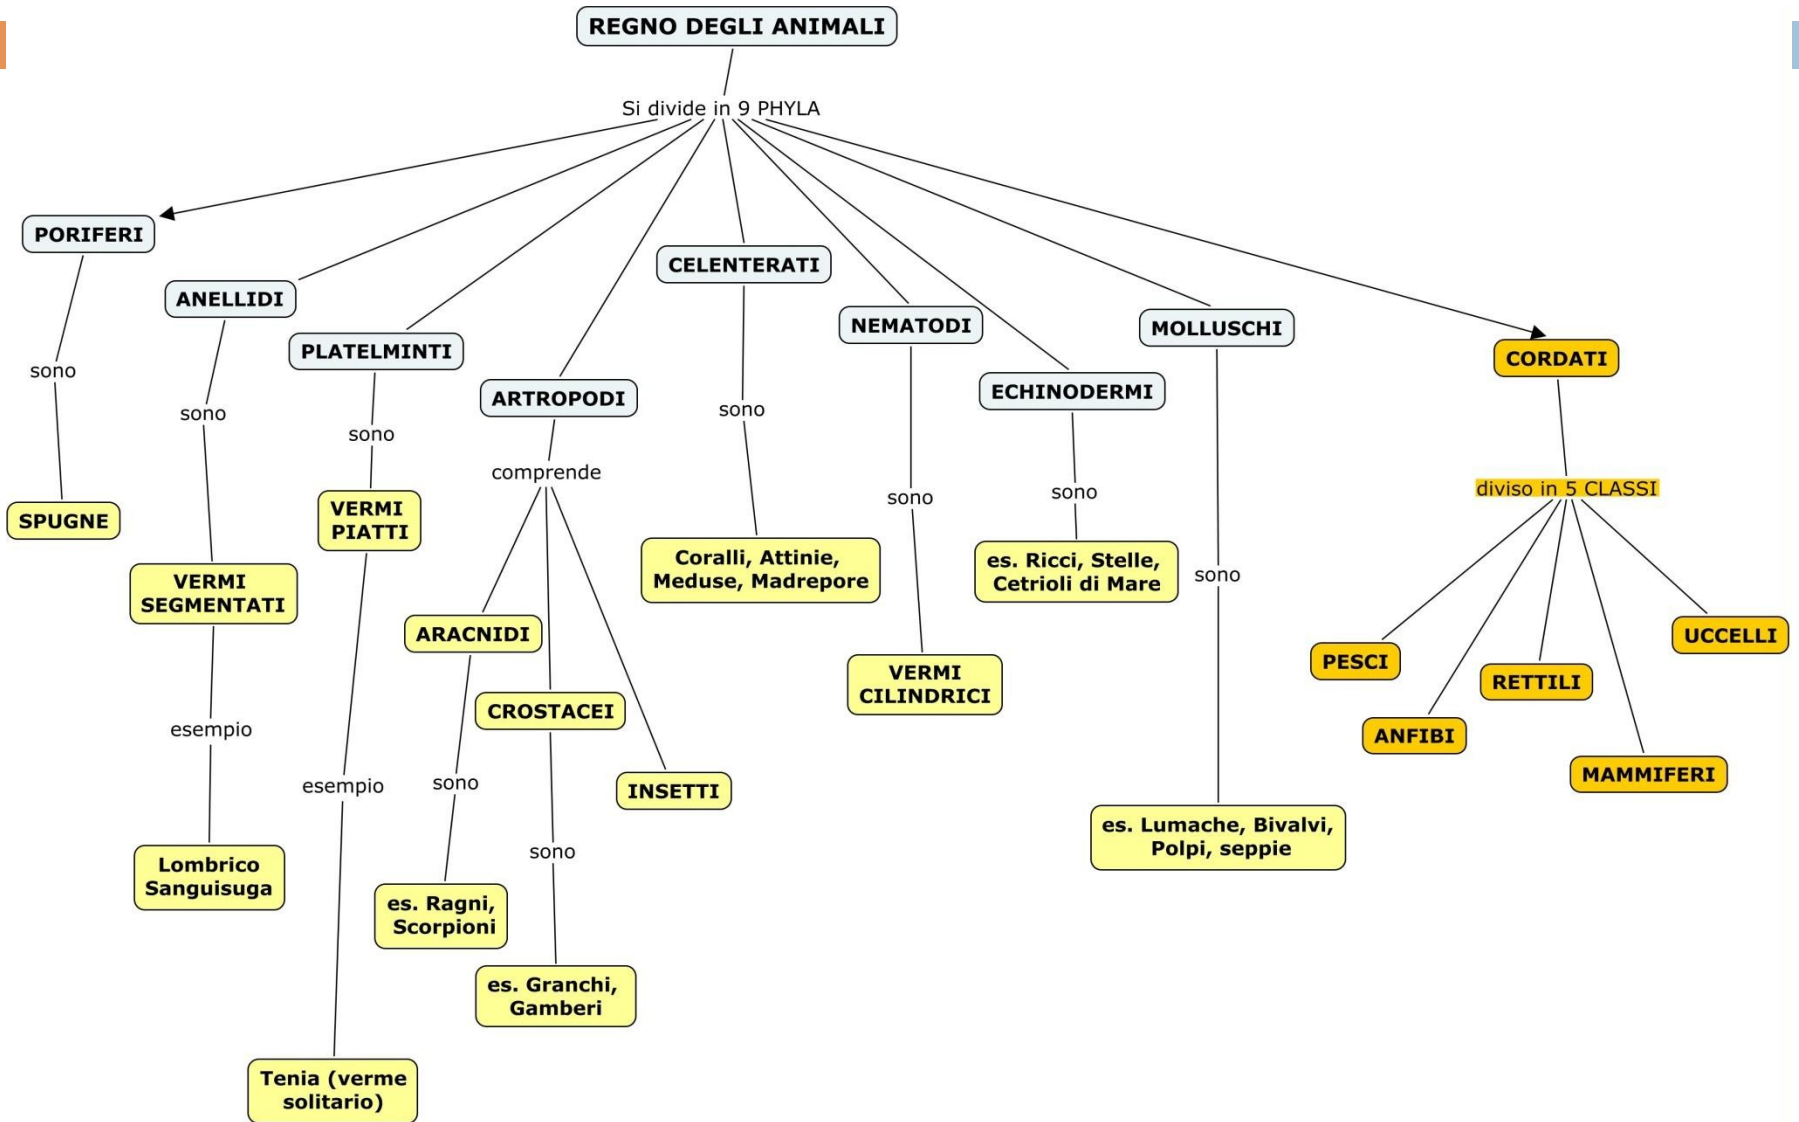 REGNO DEGLI ANIMALI
Si divide in 9 PHYLA
PORIFERI
sono
SPUGNE
ANELLIDI
sono
VERMI
SEGMENTATI
esempio
Lombrico
Sanguisuga
PLATELMINTI
sono
VERMI
PIATTI
esempio
Tenia (verme
solitario)
ARTROPODI
comprende
ARACNIDI
sono
es. Ragni,
Scorpioni
CROSTACEI
sono
es. Granchi,
Gamberi
INSETTI
CELENTERATI
sono
Coralli, Attinie,
Meduse, Madrepore
NEMATODI
sono
VERMI
CILINDRICI
ECHINODERMI
sono
es. Ricci, Stelle,
Cetrioli di Mare
MOLLUSCHI
sono
es. Lumache, Bivalvi,
Polpi, seppie
CORDATI
diviso in 5 CLASSI
PESCI
ANFIBI
RETTILI
MAMMIFERI
UCCELLI